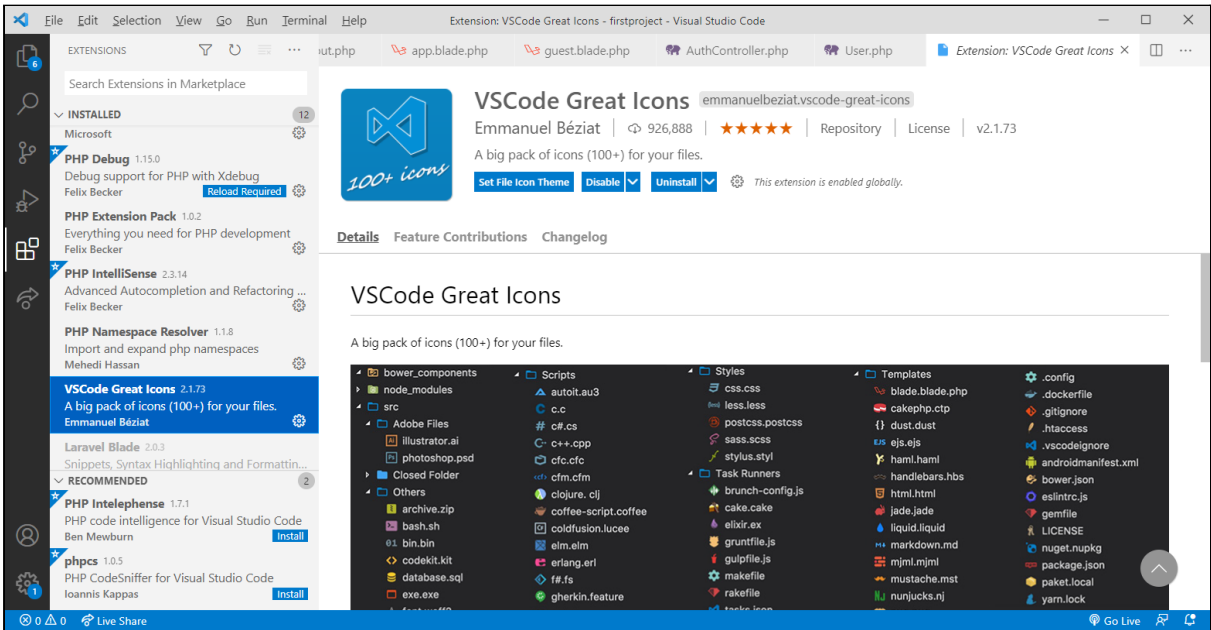 File Edit Selection View Go Run Terminal Help
Extension: VSCode Great Icons - firstproject - Visual Studio Code
EXTENSIONS
out.php
app.blade.php
guest.blade.php
AuthController.php
User.php
Extension: VSCode Great Icons
6
Search Extensions in Marketplace
INSTALLED 12
Microsoft
PHP Debug 1.15.0
Debug support for PHP with Xdebug
Felix Becker Reload Required
PHP Extension Pack 1.0.2
Everything you need for PHP development
Felix Becker
PHP IntelliSense 2.3.14
Advanced Autocompletion and Refactoring ...
Felix Becker
PHP Namespace Resolver 1.1.8
Import and expand php namespaces
Mehedi Hassan
VSCode Great Icons 2.1.73
A big pack of icons (100+) for your files.
Emmanuel Béziat
Laravel Blade 2.0.3
Snippets, Syntax Highlighting and Formattin...
RECOMMENDED 2
PHP Intelephense 1.7.1
PHP code intelligence for Visual Studio Code
Ben Mewburn Install
phpcs 1.0.5
PHP CodeSniffer for Visual Studio Code
Ioannis Kappas Install
1
100+ icons
VSCode Great Icons emmanuelbeziat.vscode-great-icons
Emmanuel Béziat 926,888 Repository License v2.1.73
A big pack of icons (100+) for your files.
Set File Icon Theme Disable Uninstall This extension is enabled globally.
Details Feature Contributions Changelog
VSCode Great Icons
A big pack of icons (100+) for your files.
bower_components
node_modules
src
Adobe Files
illustrator.ai
photoshop.psd
Closed Folder
Others
archive.zip
bash.sh
bin.bin
codekit.kit
database.sql
exe.exe
font.woff2
Scripts
autoit.au3
c.c
c#.cs
c++.cpp
cfc.cfc
cfm.cfm
clojure. clj
coffee-script.coffee
coldfusion.lucee
elm.elm
erlang.erl
f#.fs
gherkin.feature
Styles
css.css
less.less
postcss.postcss
sass.scss
stylus.styl
Task Runners
brunch-config.js
cake.cake
elixir.ex
gruntfile.js
gulpfile.js
makefile
rakefile
tasks.json
Templates
blade.blade.php
cakephp.ctp
dust.dust
ejs.ejs
haml.haml
handlebars.hbs
html.html
jade.jade
liquid.liquid
markdown.md
mjml.mjml
mustache.mst
nunjucks.nj
.config
.dockerfile
.gitignore
.htaccess
.vscodeignore
androidmanifest.xml
bower.json
eslintrc.js
gemfile
LICENSE
nuget.nupkg
package.json
paket.local
yarn.lock
0 0 Live Share
Go Live